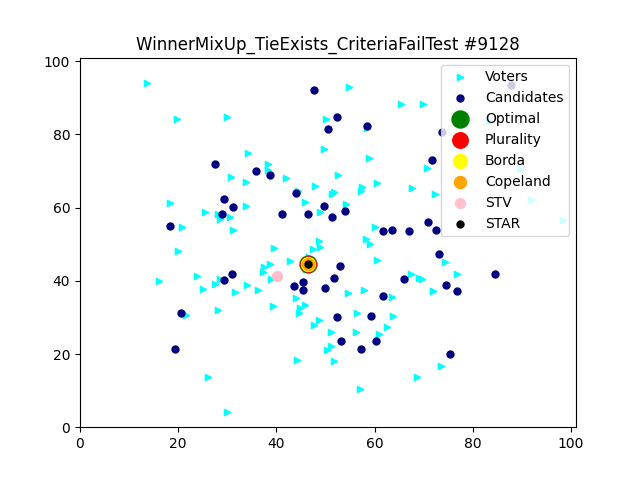 WinnerMixUp_TieExists_CriteriaFailTest #9128
100
80
60
40
20
0
0 20 40 60 80 100
Voters
Candidates
Optimal
Plurality
Borda
Copeland
STV
STAR